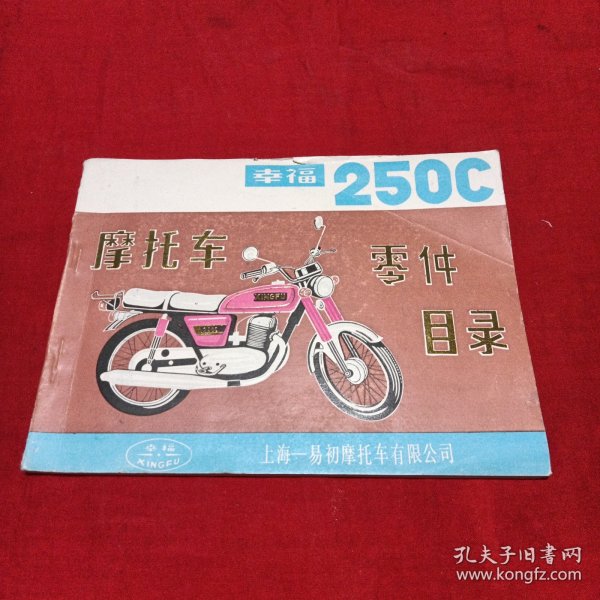 幸福 250C
摩托车 零件
目录
XINGFU
幸福
XINGFU
上海一易初摩托车有限公司
孔夫子旧书网
www.kongfz.com